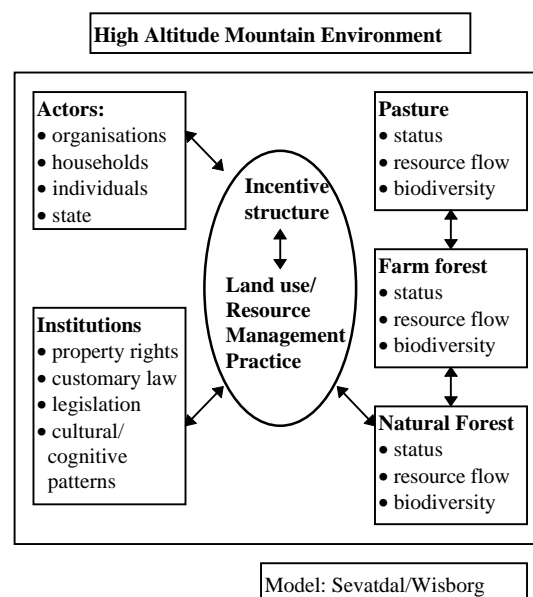 High Altitude Mountain Environment
Actors:
• organisations
• households
• individuals
• state
Institutions
• property rights
• customary law
• legislation
• cultural/
cognitive
patterns
Incentive
structure
Land use/
Resource
Management
Practice
Pasture
• status
• resource flow
• biodiversity
Farm forest
• status
• resource flow
• biodiversity
Natural Forest
• status
• resource flow
• biodiversity
Model: Sevatdal/Wisborg